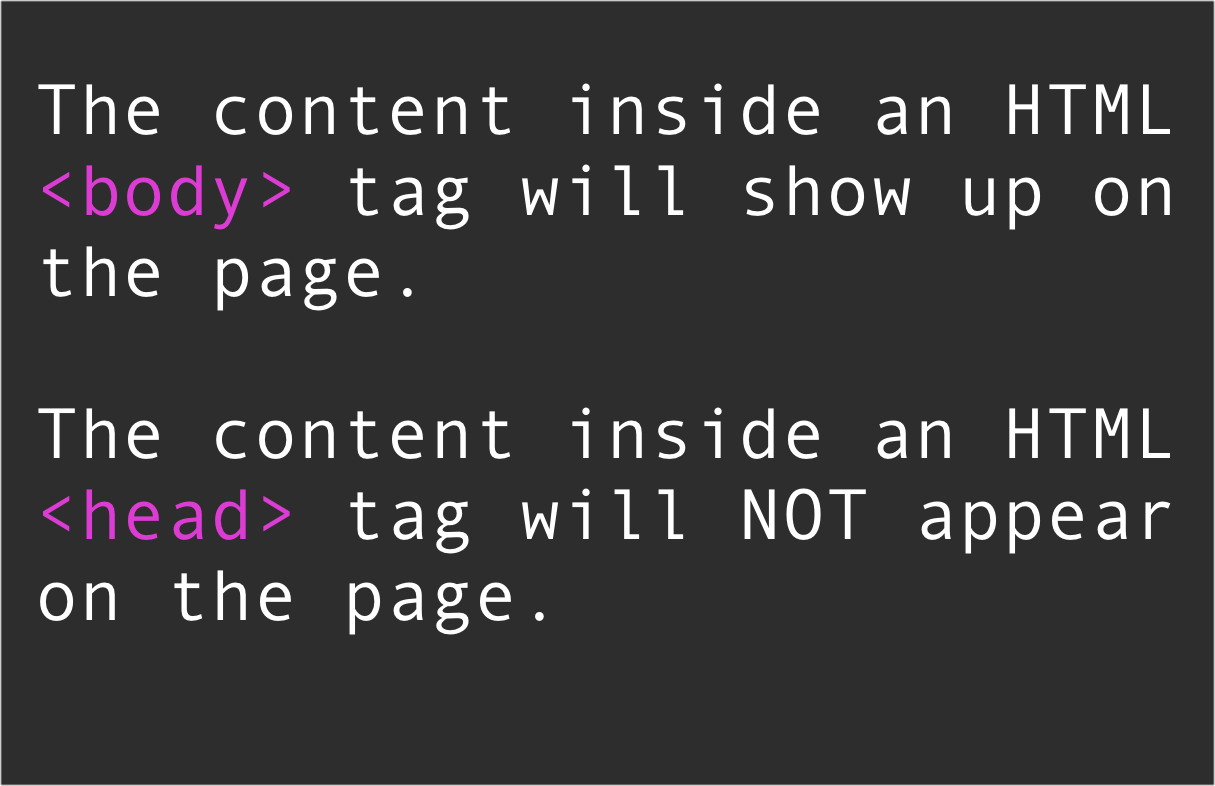 The content inside an HTML
<body> tag will show up on
the page.
The content inside an HTML
<head> tag will NOT appear
on the page.